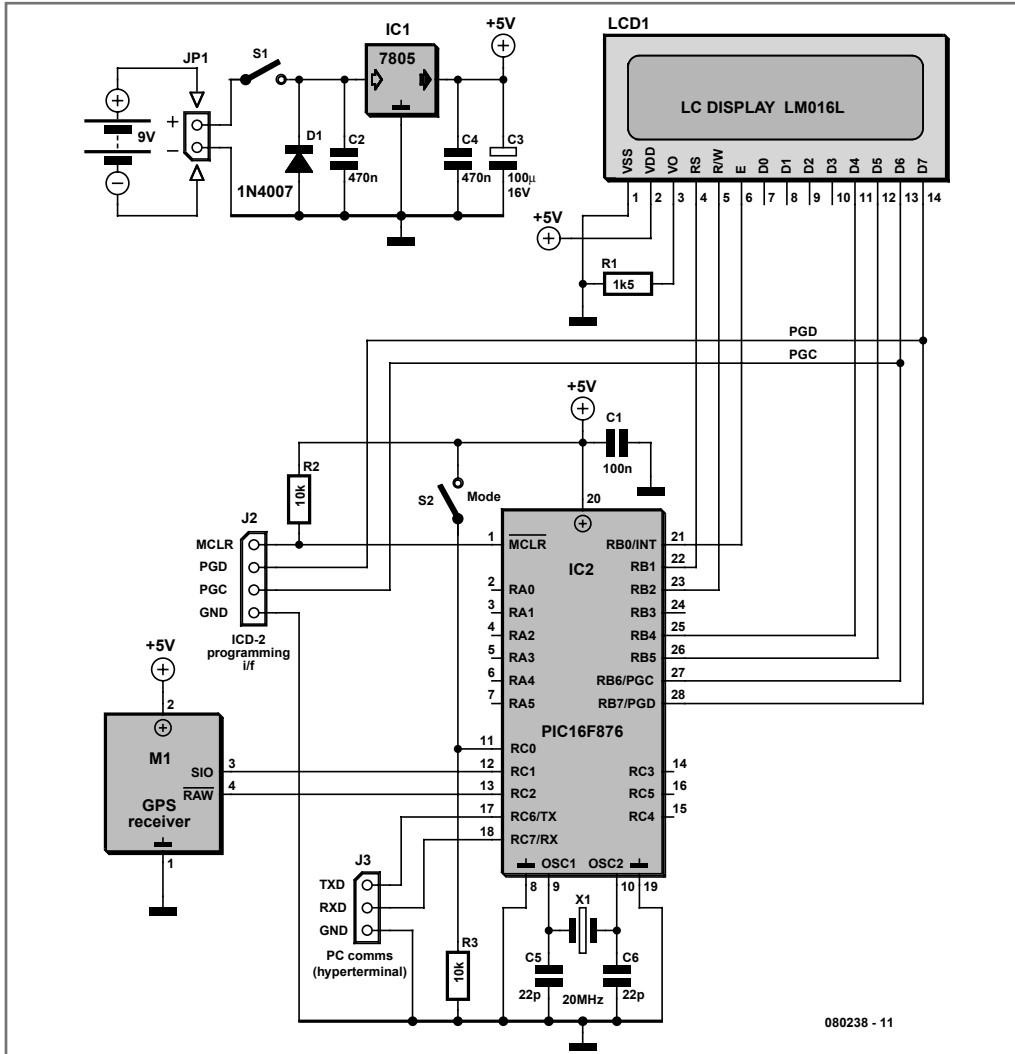 JP1
9V
+
−
S1
IC1
7805
+5V
D1
1N4007
C2
470n
C4
470n
C3
100µ
16V
LCD1
LC DISPLAY LM016L
VSS VDD VO RS R/W E D0 D1 D2 D3 D4 D5 D6 D7
1 2 3 4 5 6 7 8 9 10 11 12 13 14
+5V
R1
1k5
PGD
PGC
+5V
C1
100n
R2
10k
S2
Mode
J2
MCLR
PGD
PGC
GND
ICD-2
programming
i/f
+5V
2
M1
GPS
receiver
SIO 3
RAW 4
1
20
IC2
PIC16F876
1 MCLR
2 RA0
3 RA1
4 RA2
5 RA3
6 RA4
7 RA5
11 RC0
12 RC1
13 RC2
17 RC6/TX
18 RC7/RX
RB0/INT 21
RB1 22
RB2 23
RB3 24
RB4 25
RB5 26
RB6/PGC 27
RB7/PGD 28
RC3 14
RC5 16
RC4 15
OSC1 OSC2
8 9 10 19
J3
TXD
RXD
GND
PC comms
(hyperterminal)
R3
10k
X1
C5
22p
20MHz
C6
22p
080238 - 11